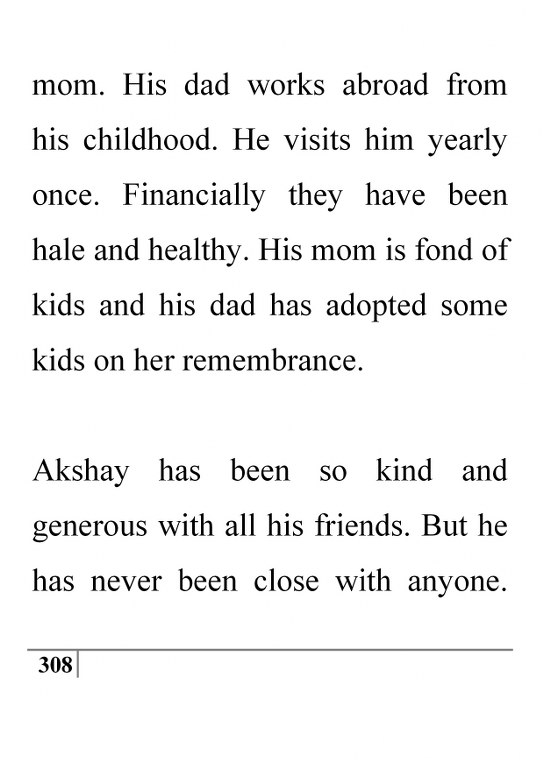 mom. His dad works abroad from
his childhood. He visits him yearly
once. Financially they have been
hale and healthy. His mom is fond of
kids and his dad has adopted some
kids on her remembrance.
Akshay has been so kind and
generous with all his friends. But he
has never been close with anyone.
308